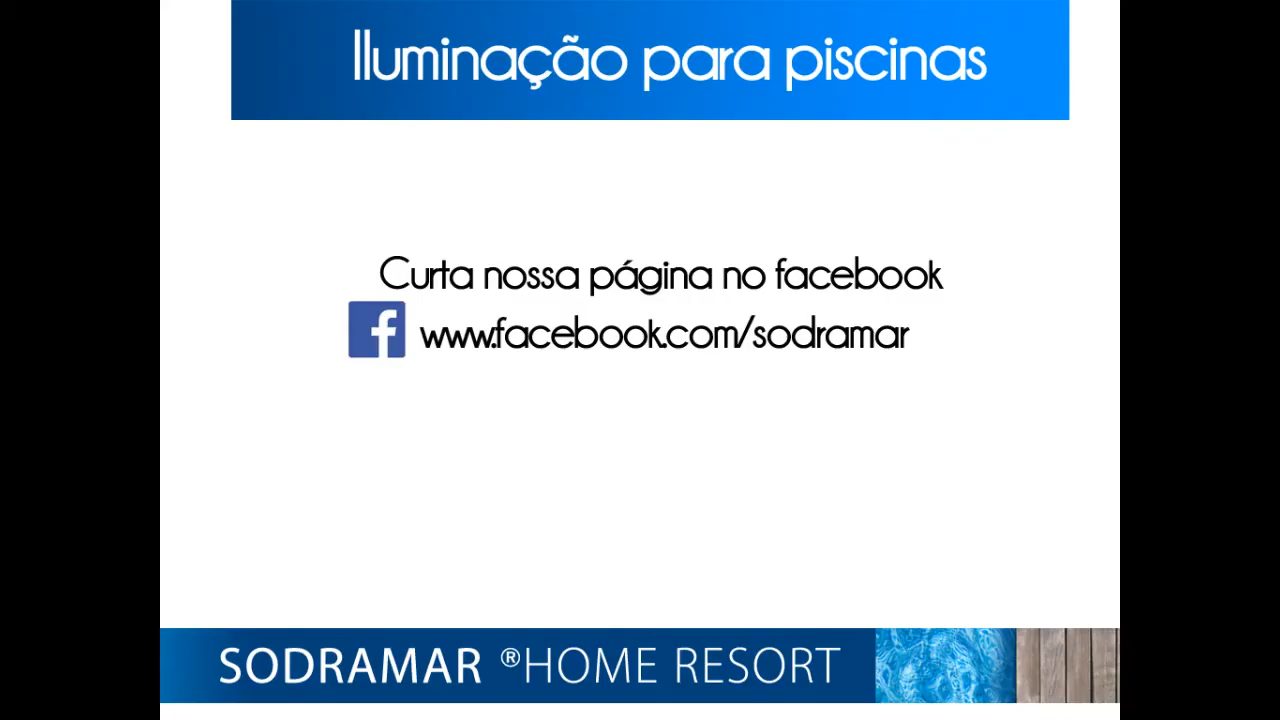 Iluminação para piscinas
Curta nossa página no facebook
www.facebook.com/sodramar
SODRAMAR ®HOME RESORT